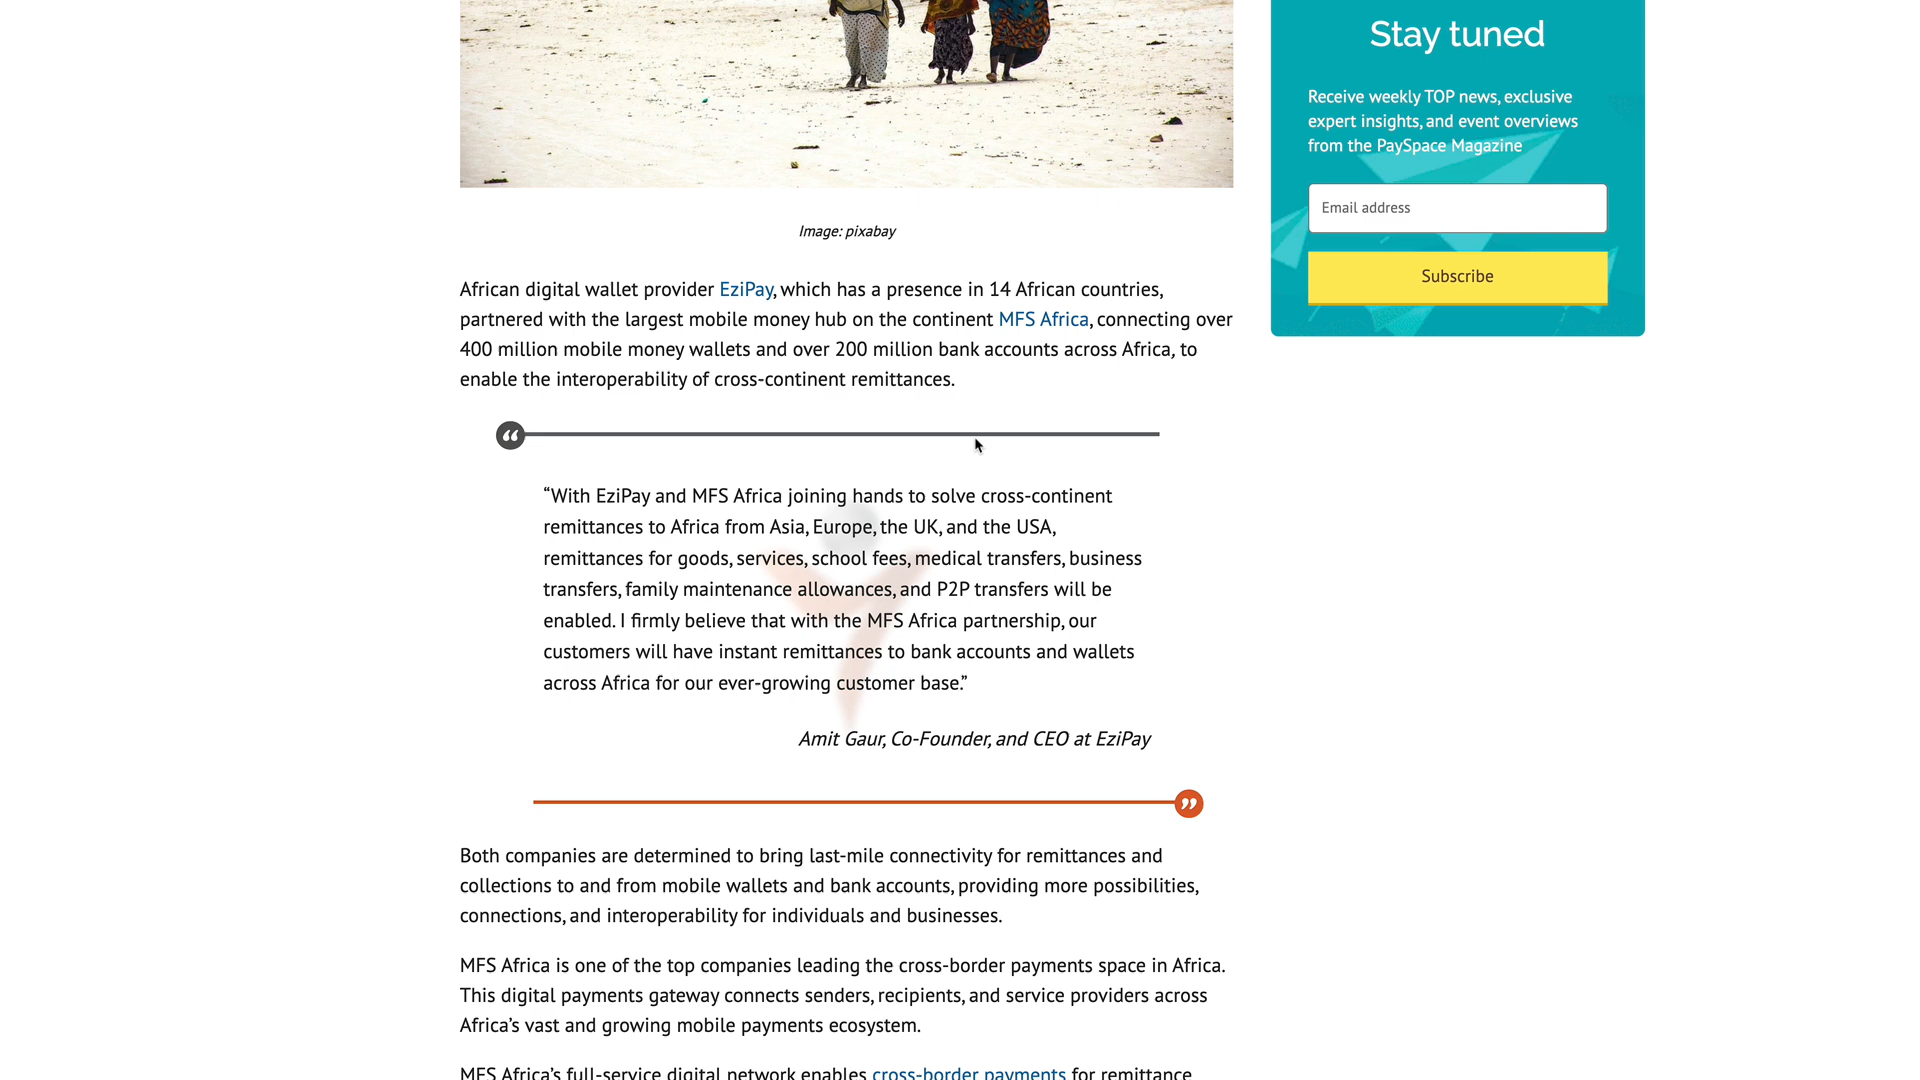 Stay tuned
Receive weekly TOP news, exclusive
expert insights, and event overviews
from the PaySpace Magazine
Email address
Subscribe
Image: pixabay
African digital wallet provider EziPay, which has a presence in 14 African countries,
partnered with the largest mobile money hub on the continent MFS Africa, connecting over
400 million mobile money wallets and over 200 million bank accounts across Africa, to
enable the interoperability of cross-continent remittances.
“With EziPay and MFS Africa joining hands to solve cross-continent
remittances to Africa from Asia, Europe, the UK, and the USA,
remittances for goods, services, school fees, medical transfers, business
transfers, family maintenance allowances, and P2P transfers will be
enabled. I firmly believe that with the MFS Africa partnership, our
customers will have instant remittances to bank accounts and wallets
across Africa for our ever-growing customer base.”
Amit Gaur, Co-Founder, and CEO at EziPay
Both companies are determined to bring last-mile connectivity for remittances and
collections to and from mobile wallets and bank accounts, providing more possibilities,
connections, and interoperability for individuals and businesses.
MFS Africa is one of the top companies leading the cross-border payments space in Africa.
This digital payments gateway connects senders, recipients, and service providers across
Africa’s vast and growing mobile payments ecosystem.
MFS Africa’s full-service digital network enables cross-border payments for remittance